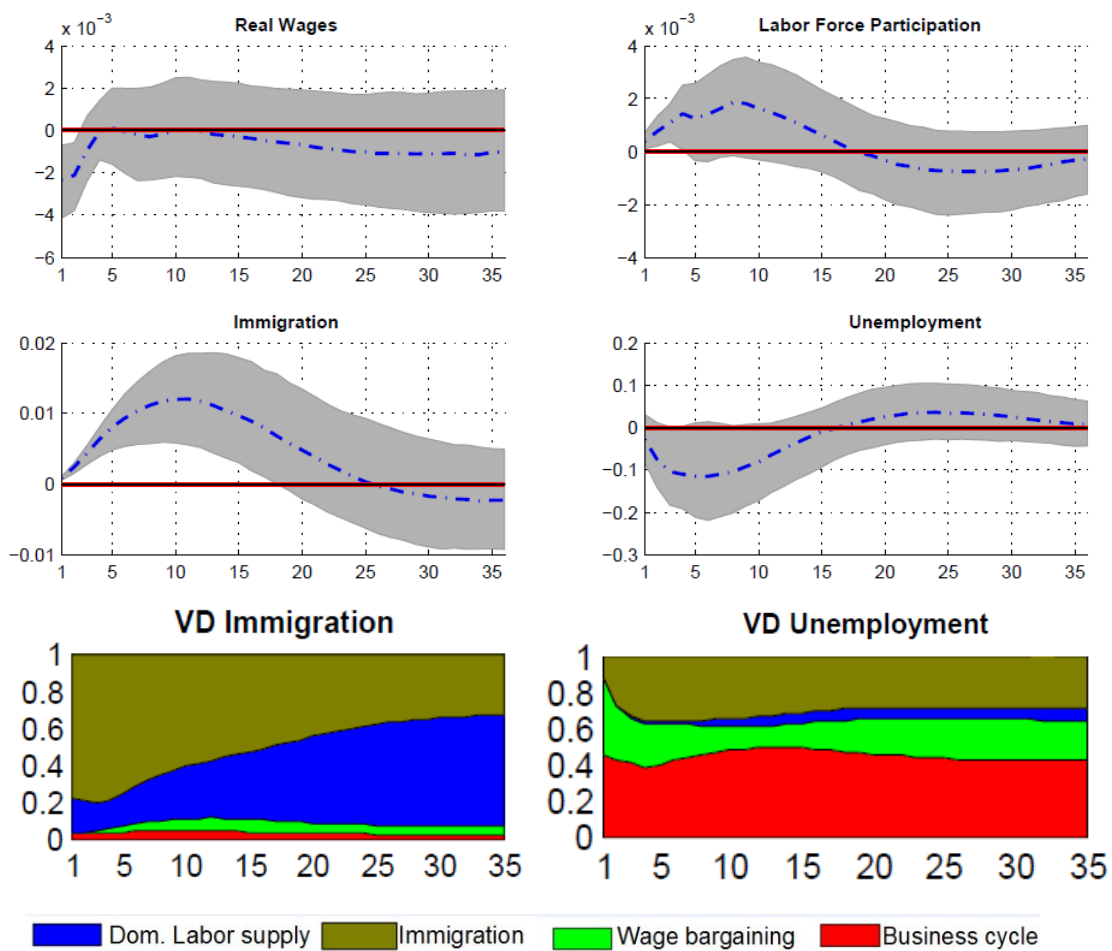 Real Wages
x 10^-3
4
2
0
−2
−4
−6
1 5 10 15 20 25 30 35
Labor Force Participation
x 10^-3
4
2
0
−2
−4
1 5 10 15 20 25 30 35
Immigration
0.02
0.01
0
−0.01
1 5 10 15 20 25 30 35
Unemployment
0.2
0.1
0
−0.1
−0.2
−0.3
1 5 10 15 20 25 30 35
VD Immigration
1
0.8
0.6
0.4
0.2
0
1 5 10 15 20 25 30 35
VD Unemployment
1
0.8
0.6
0.4
0.2
0
1 5 10 15 20 25 30 35
Dom. Labor supply Immigration Wage bargaining Business cycle